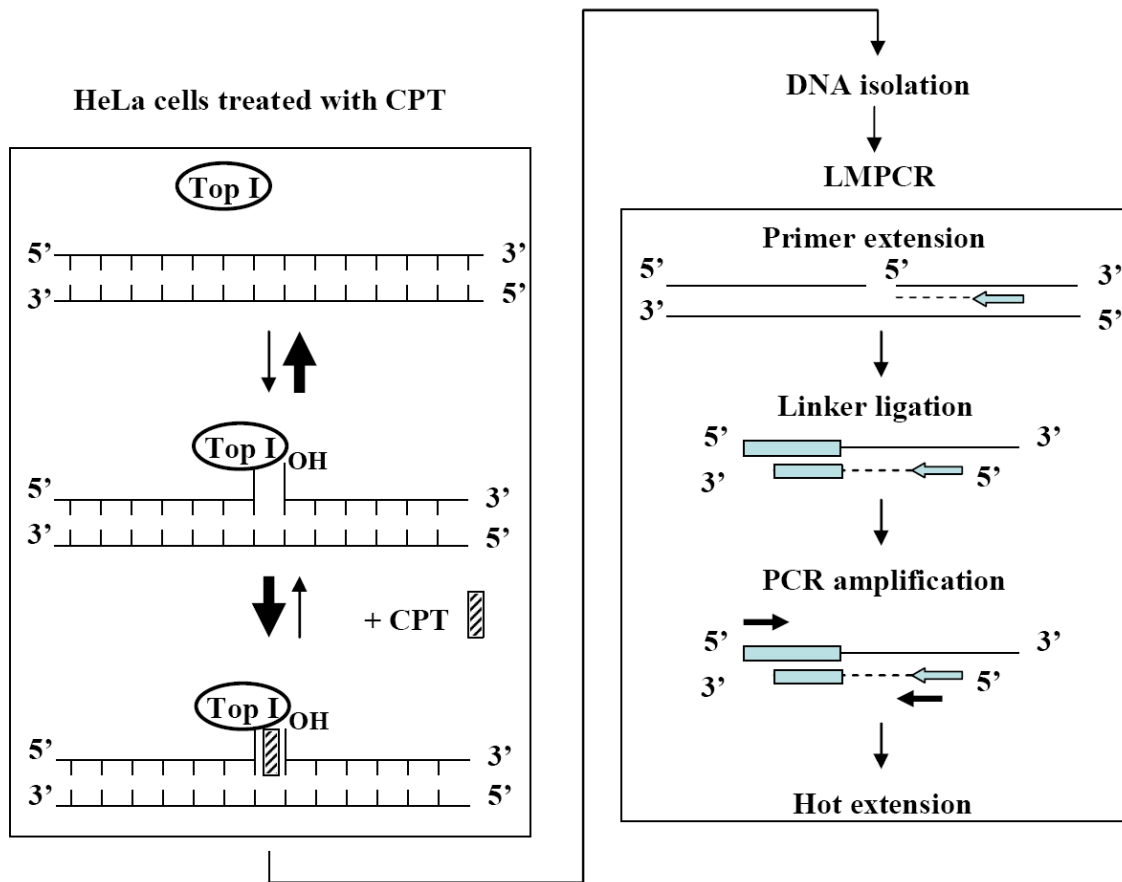 HeLa cells treated with CPT
Top I
5’ 3’
3’ 5’
Top I OH
5’ 3’
3’ 5’
+ CPT
Top I OH
5’ 3’
3’ 5’
DNA isolation
LMPCR
Primer extension
5’ 5’ 3’
3’ 5’
Linker ligation
5’ 3’
3’ 5’
PCR amplification
5’ 3’
3’ 5’
Hot extension